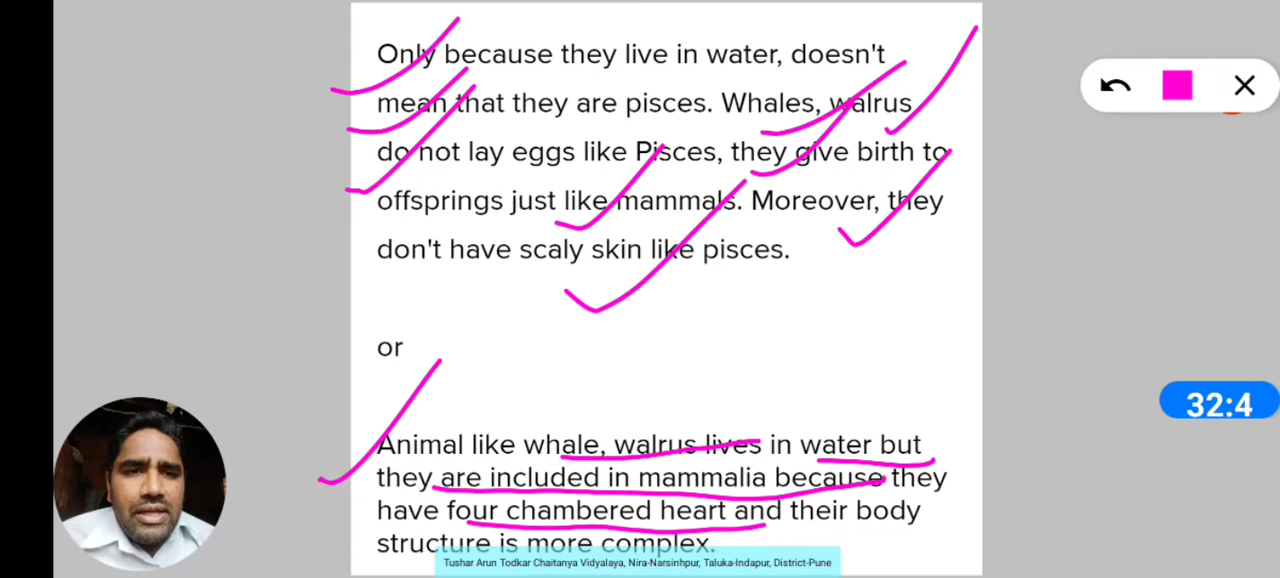 Only because they live in water, doesn't
mean that they are pisces. Whales, walrus
do not lay eggs like Pisces, they give birth to
offsprings just like mammals. Moreover, they
don't have scaly skin like pisces.
or
Animal like whale, walrus lives in water but
they are included in mammalia because they
have four chambered heart and their body
structure is more complex.
32:4
Tushar Arun Todkar Chaitanya Vidyalaya, Nira-Narsinhpur, Taluka-Indapur, District-Pune